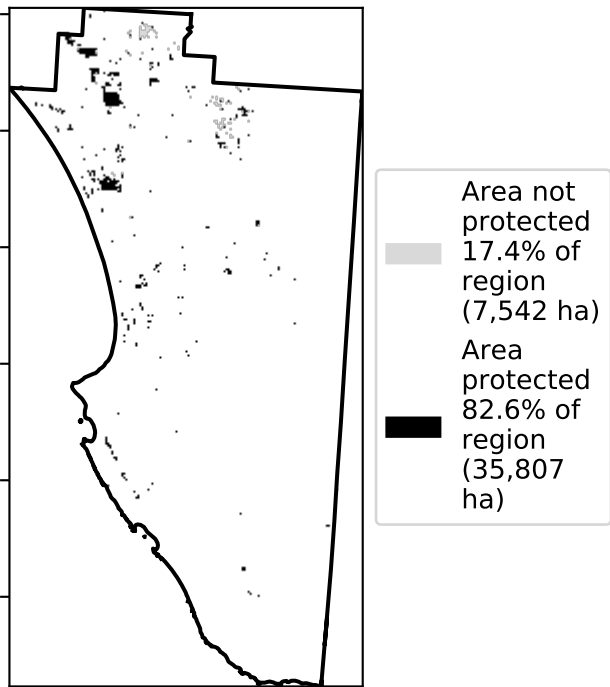 Area not
protected
17.4% of
region
(7,542 ha)
Area
protected
82.6% of
region
(35,807
ha)